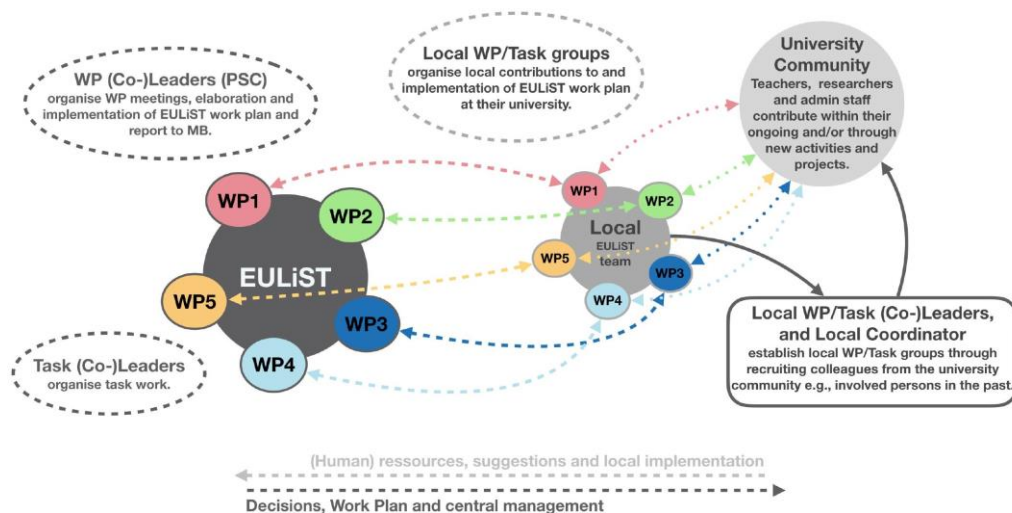 WP (Co-)Leaders (PSC)
organise WP meetings, elaboration and
implementation of EULiST work plan and
report to MB.
Local WP/Task groups
organise local contributions to and
implementation of EULiST work plan
at their university.
University
Community
Teachers, researchers
and admin staff
contribute within their
ongoing and/or through
new activities and
projects.
WP1
WP2
EULiST
WP5
WP3
WP4
WP1
WP2
Local
EULiST
team
WP5
WP3
WP4
Task (Co-)Leaders
organise task work.
Local WP/Task (Co-)Leaders,
and Local Coordinator
establish local WP/Task groups through
recruiting colleagues from the university
community e.g., involved persons in the past.
(Human) ressources, suggestions and local implementation
Decisions, Work Plan and central management